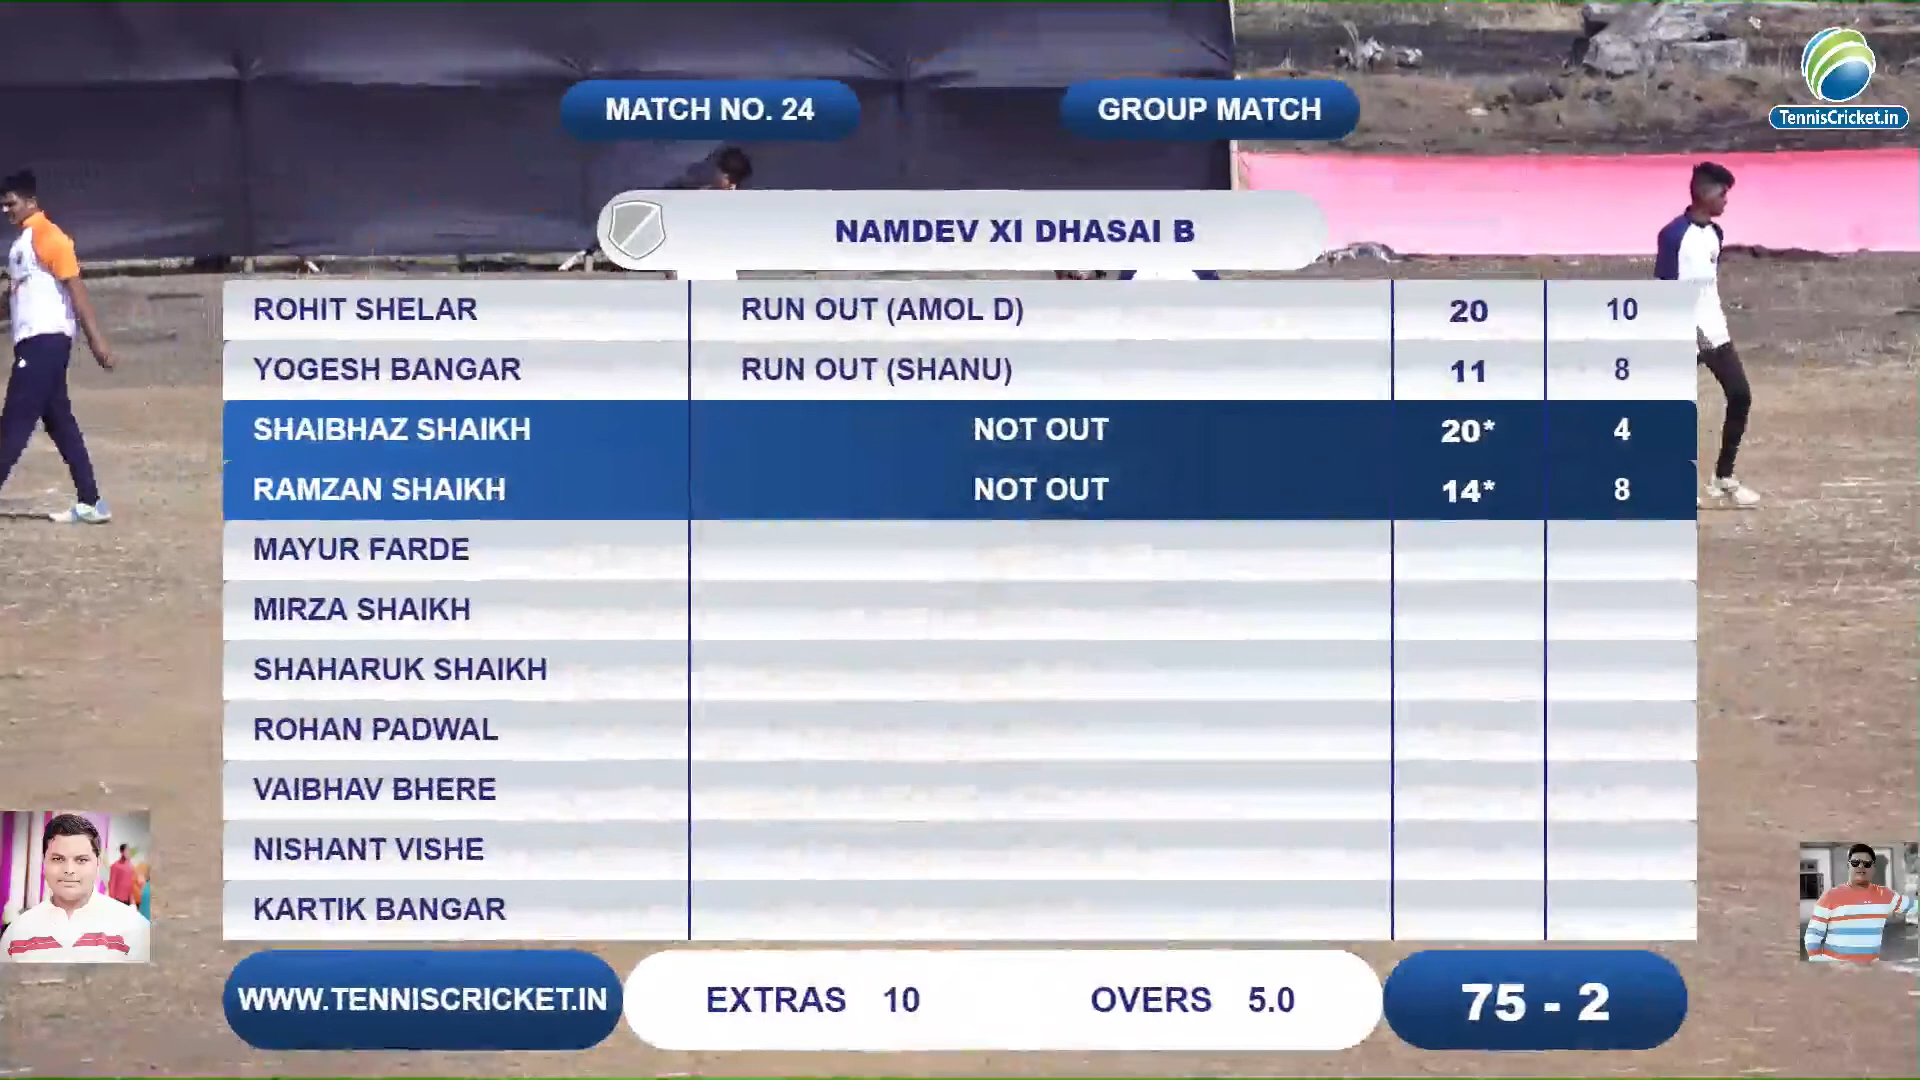 MATCH NO. 24
GROUP MATCH
TennisCricket.in
NAMDEV XI DHASAI B
ROHIT SHELAR RUN OUT (AMOL D) 20 10
YOGESH BANGAR RUN OUT (SHANU) 11 8
SHAIBHAZ SHAIKH NOT OUT 20* 4
RAMZAN SHAIKH NOT OUT 14* 8
MAYUR FARDE
MIRZA SHAIKH
SHAHARUK SHAIKH
ROHAN PADWAL
VAIBHAV BHERE
NISHANT VISHE
KARTIK BANGAR
WWW.TENNISCRICKET.IN EXTRAS 10 OVERS 5.0 75 - 2